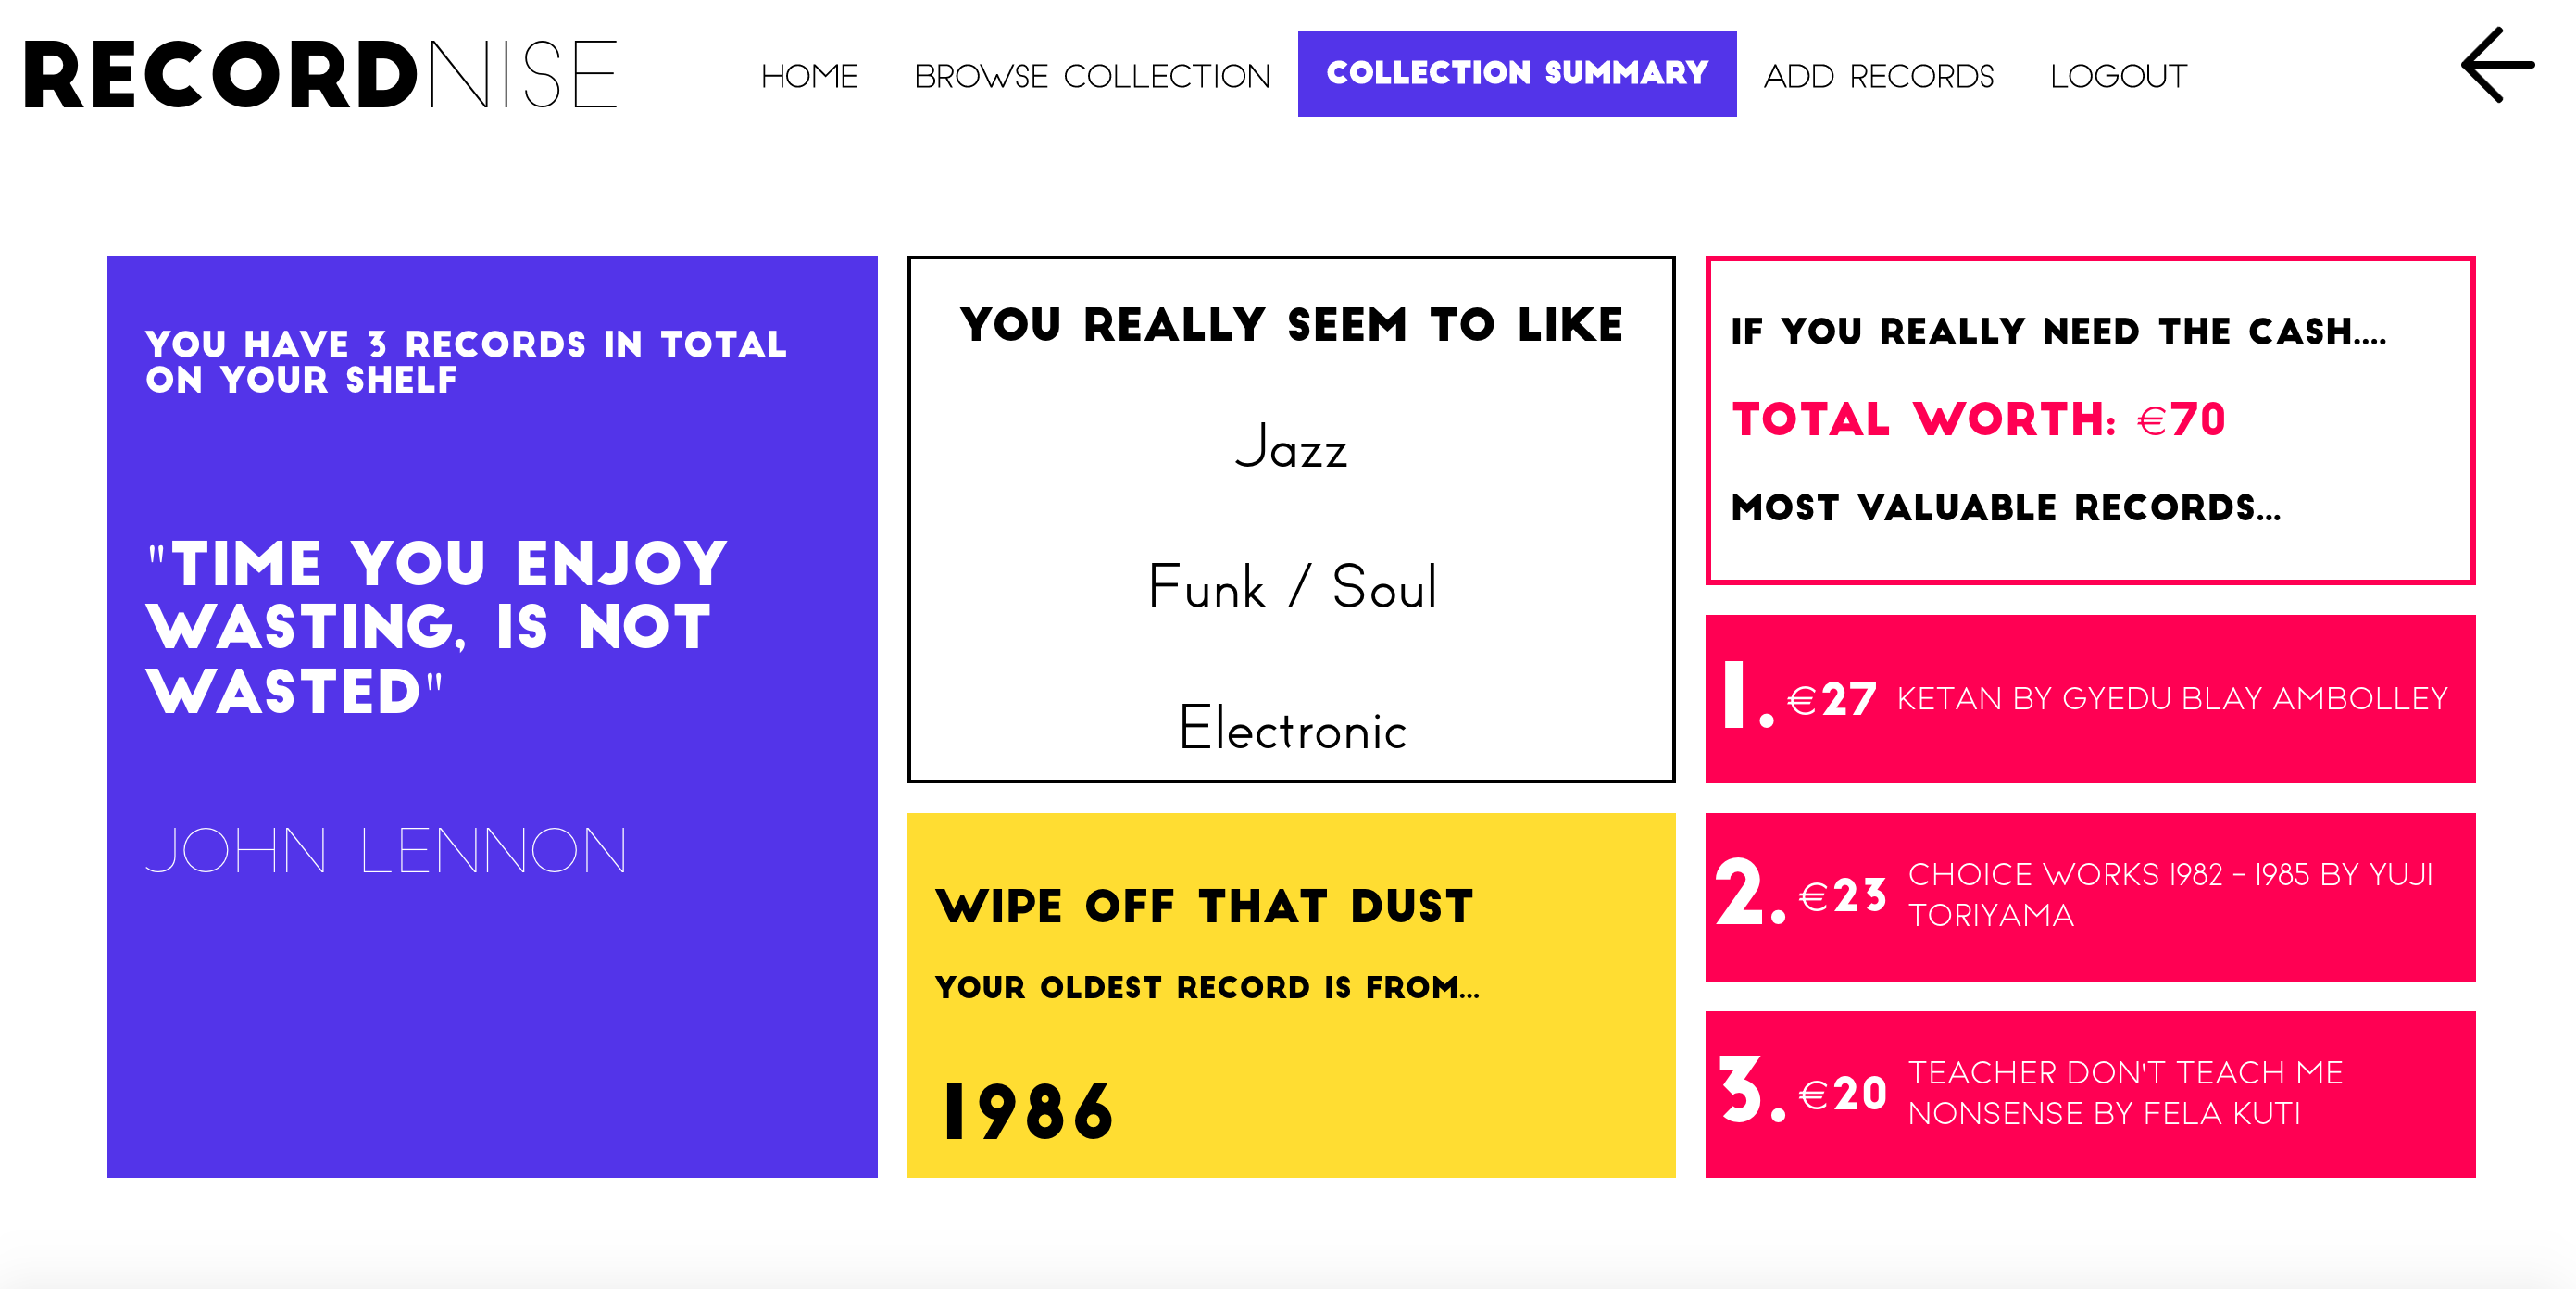 RECORDNISE
HOME
BROWSE COLLECTION
COLLECTION SUMMARY
ADD RECORDS
LOGOUT
YOU HAVE 3 RECORDS IN TOTAL
ON YOUR SHELF
"TIME YOU ENJOY
WASTING, IS NOT
WASTED"
JOHN LENNON
YOU REALLY SEEM TO LIKE
Jazz
Funk / Soul
Electronic
WIPE OFF THAT DUST
YOUR OLDEST RECORD IS FROM...
1986
IF YOU REALLY NEED THE CASH....
TOTAL WORTH: €70
MOST VALUABLE RECORDS...
1. €27 KETAN BY GYEDU BLAY AMBOLLEY
2. €23 CHOICE WORKS 1982 - 1985 BY YUJI
TORIYAMA
3. €20 TEACHER DON'T TEACH ME
NONSENSE BY FELA KUTI